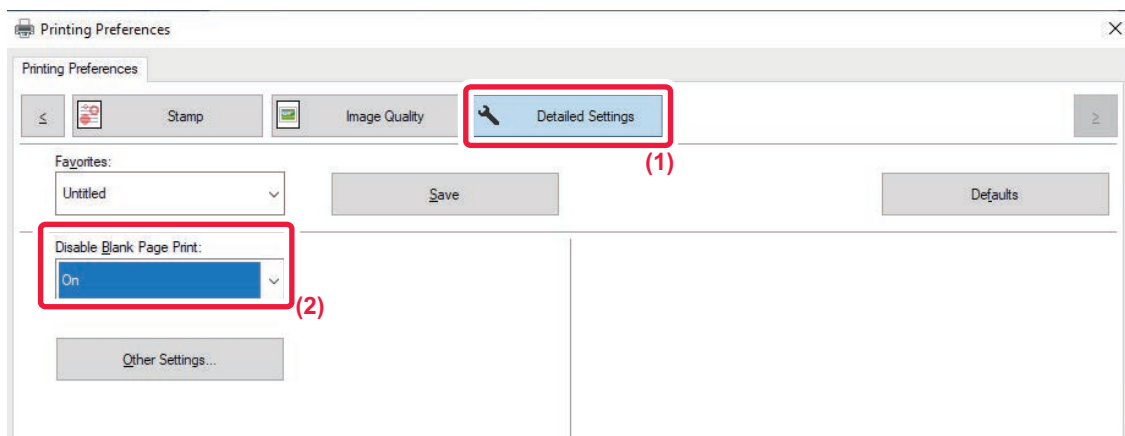 Printing Preferences
Printing Preferences
< Stamp Image Quality Detailed Settings >
(1)
Favorites:
Untitled Save Defaults
Disable Blank Page Print:
On
(2)
Other Settings...